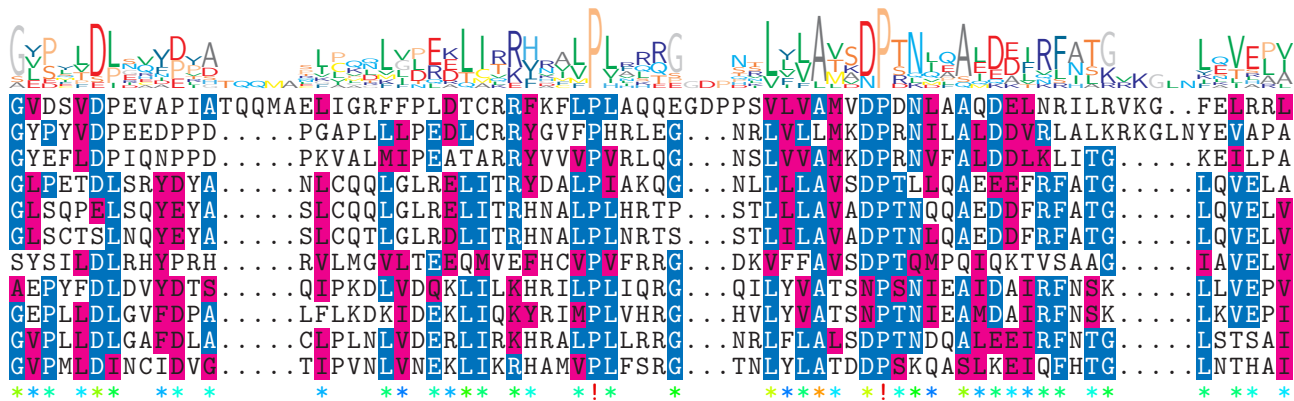 GVDSVDPEVAPIATQQMAELIGRFFPLDTCRRFKFLPLAQQEGDPPSVLVAMVDPDNLAAQDELNRILRVKG..FELRRL
GYPYVDPEEDPPD.....PGAPLLLPEDLCRRYGVFPHRLEG...NRLVLLMKDPRNILALDDVRLALKRKGLNYEVAPA
GYEFLDPIQNPPD.....PKVALMIPEATARRYVVVPVRLQG...NSLVVAMKDPRNVFALDDLKLITG.....KEILPA
GLPETDLSRYDYA.....NLCQQLGLRELITRYDALPIAKQG...NLLLLAVSDPTLLQAEEEFRFATG.....LQVELA
GLSQPELSQYEYA.....SLCQQLGLRELITRHNALPLHRTP...STLLLAVADPTNQQAEDDFRFATG.....LQVELV
GLSCTSLNQYEYA.....SLCQTLGLRDLITRHNALPLNRTS...STLILAVADPTNLQAEDDFRFATG.....LQVELV
SYSILDLRHYPRH.....RVLMGVLTEEQMVEFHCVPVFRRG...DKVFFAVSDPTQMPQIQKTVSAAG.....IAVELV
AEPYFDLDVYDTS.....QIPKDLVDQKLILKHRILPLIQRG...QILYVATSNPSNIEAIDAIRFNSK.....LLVEPV
GEPLLDLGVFDPA.....LFLKDKIDEKLIQKYRIMPLVHRG...HVLYVATSNPTNIEAMDAIRFNSK.....LKVEPI
GVPLLDLGAFDLA.....CLPLNLVDERLIRKHRALPLLRRG...NRLFLALSDPTNDQALEEIRFNTG.....LSTSAI
GVPMLDINCIDVG.....TIPVNLVNEKLIKRHAMVPLFSRG...TNLYLATDDPSKQASLKEIQFHTG.....LNTHAI
*** *** ** * * ** **** ** *!* * ***** *!*** ******* ** * ** *